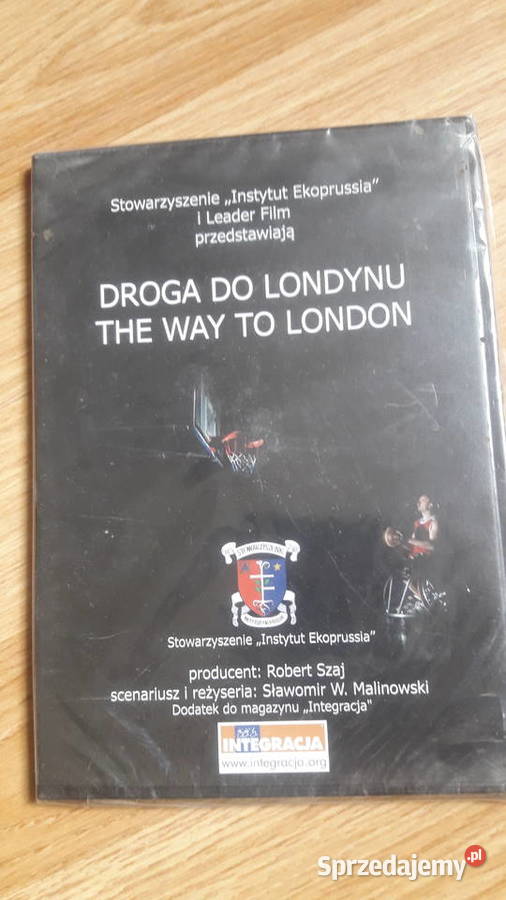 Stowarzyszenie „Instytut Ekoprussia”
i Leader Film
przedstawiają
DROGA DO LONDYNU
THE WAY TO LONDON
Stowarzyszenie „Instytut Ekoprussia”
producent: Robert Szaj
scenariusz i reżyseria: Sławomir W. Malinowski
Dodatek do magazynu „Integracja“
INTEGRACJA
www.integracja.org
Sprzedajemy.pl